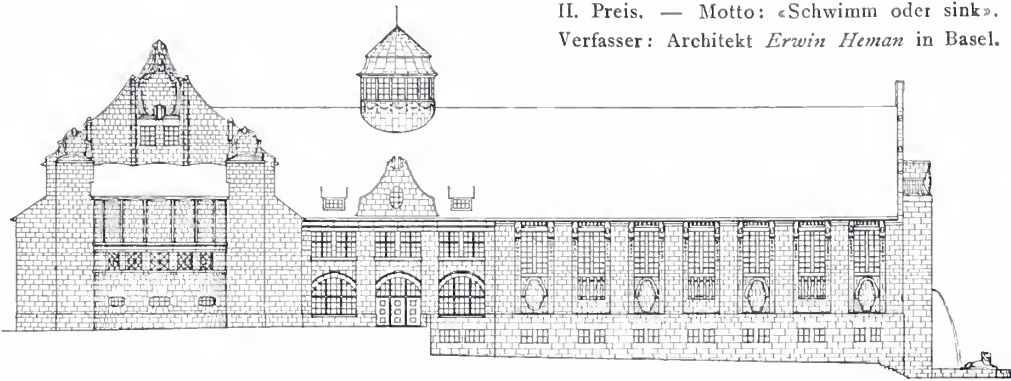 II. Preis. — Motto: «Schwimm oder sink».
Verfasser: Architekt Erwin Heman in Basel.